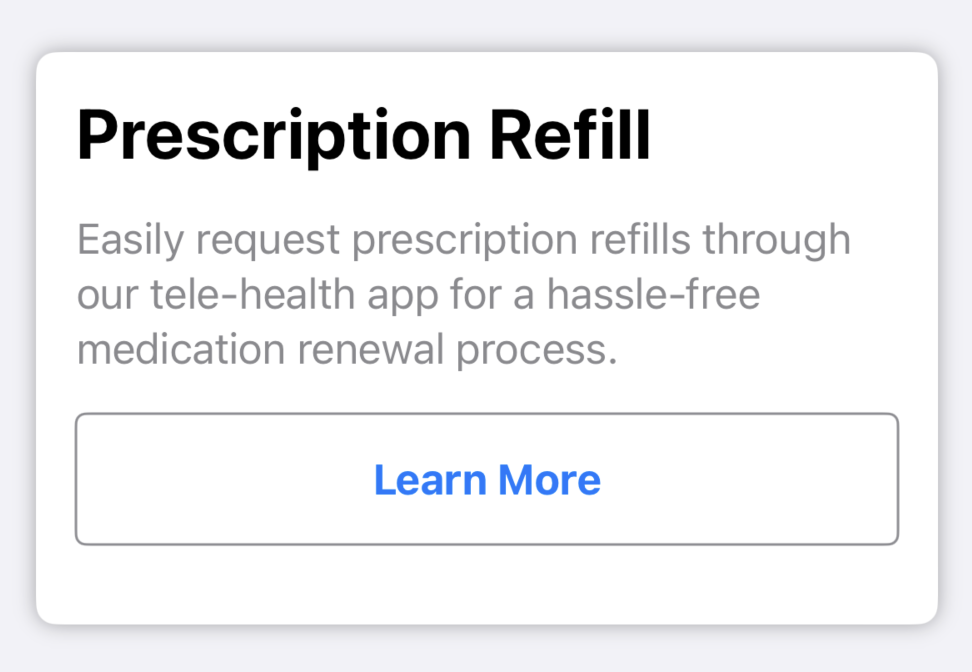 Prescription Refill
Easily request prescription refills through
our tele-health app for a hassle-free
medication renewal process.
Learn More